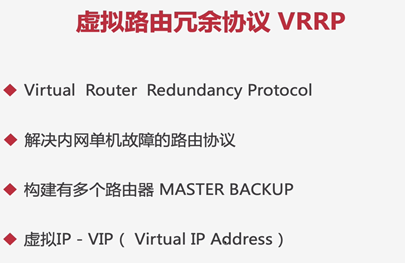 虚拟路由冗余协议 VRRP
Virtual Router Redundancy Protocol
解决内网单机故障的路由协议
构建有多个路由器 MASTER BACKUP
虚拟IP - VIP（ Virtual IP Address）